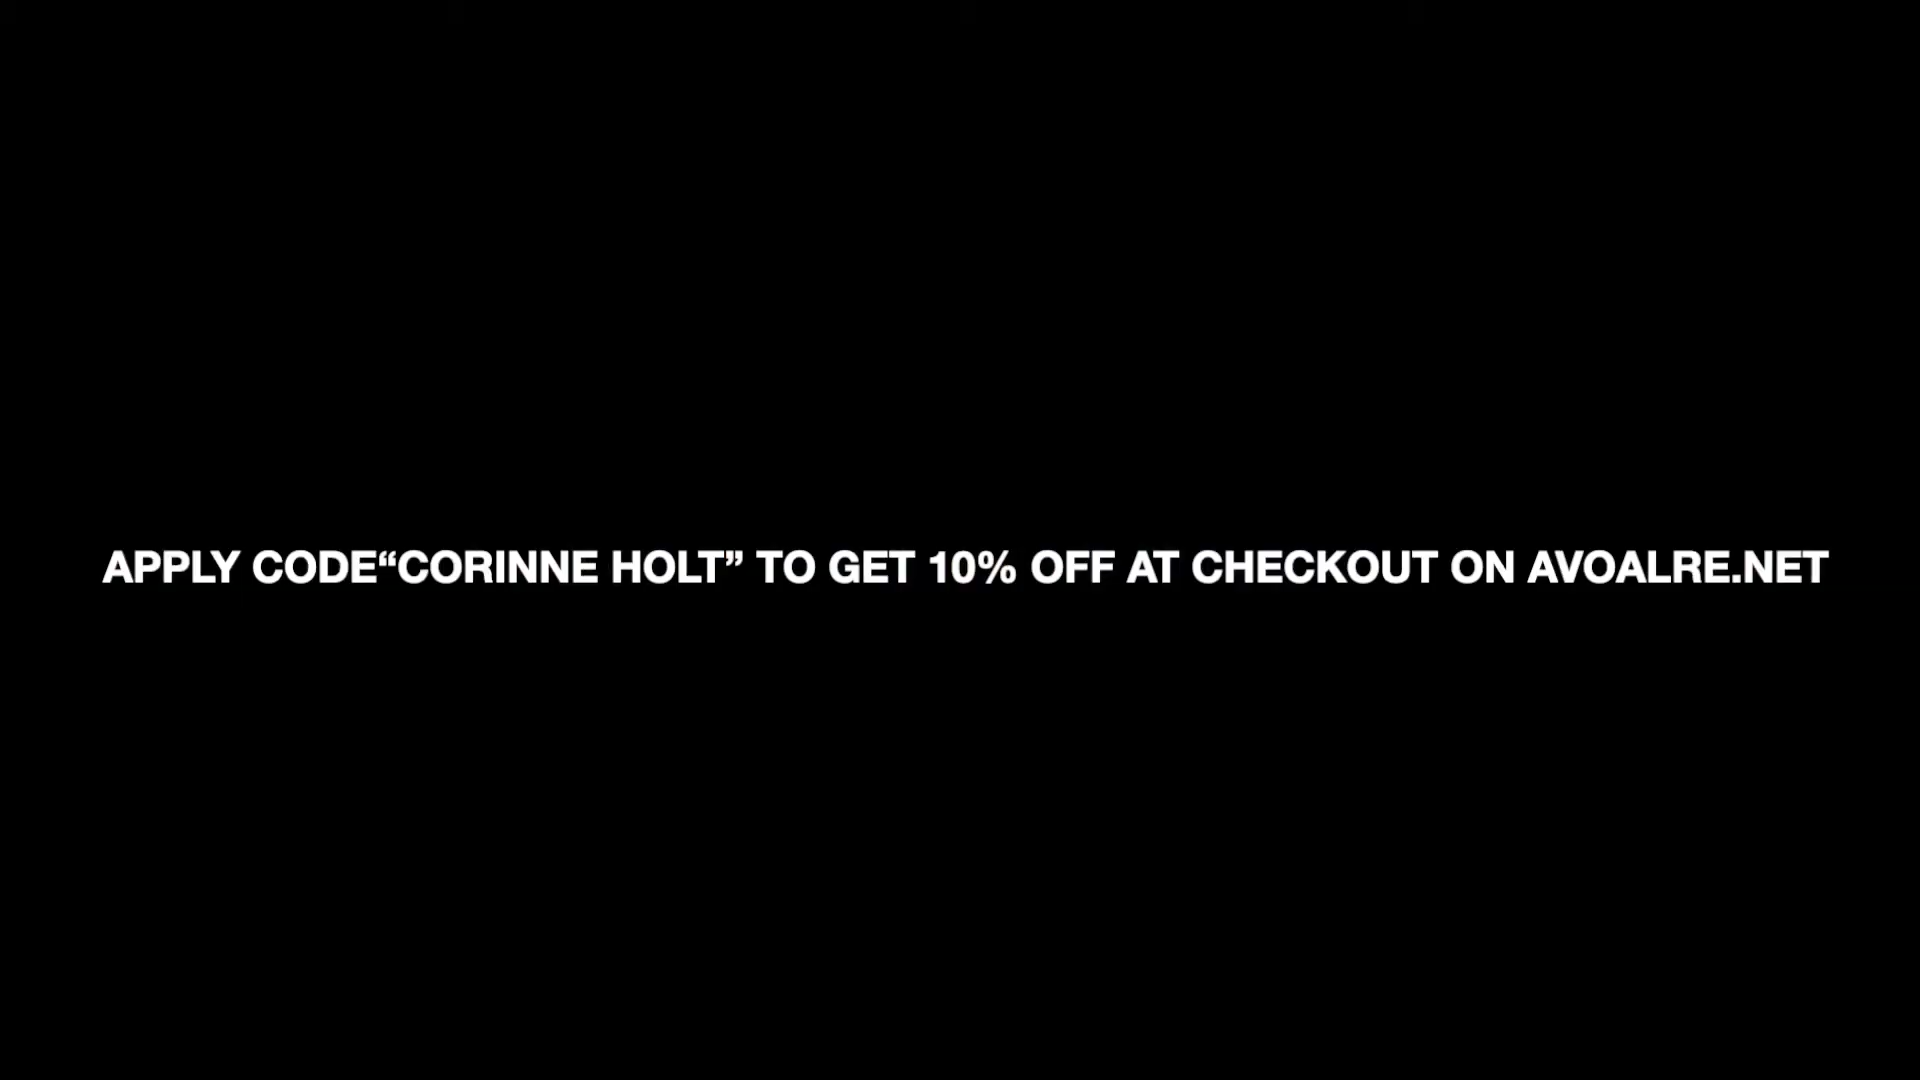 APPLY CODE“CORINNE HOLT” TO GET 10% OFF AT CHECKOUT ON AVOALRE.NET